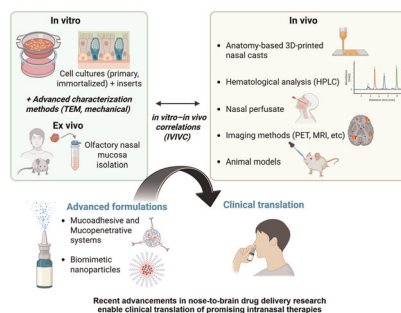 In vitro
Cell cultures (primary,
immortalized) + inserts
+ Advanced characterization
methods (TEM, mechanical)
Ex vivo
Olfactory nasal
mucosa
isolation
in vitro–in vivo
correlations
(IVIVC)
In vivo
• Anatomy-based 3D-printed
nasal casts
• Hematological analysis (HPLC)
• Nasal perfusate
• Imaging methods (PET, MRI, etc)
• Animal models
Advanced formulations
• Mucoadhesive and
Mucopenetrative
systems
• Biomimetic
nanoparticles
Clinical translation
Recent advancements in nose-to-brain drug delivery research
enable clinical translation of promising intranasal therapies